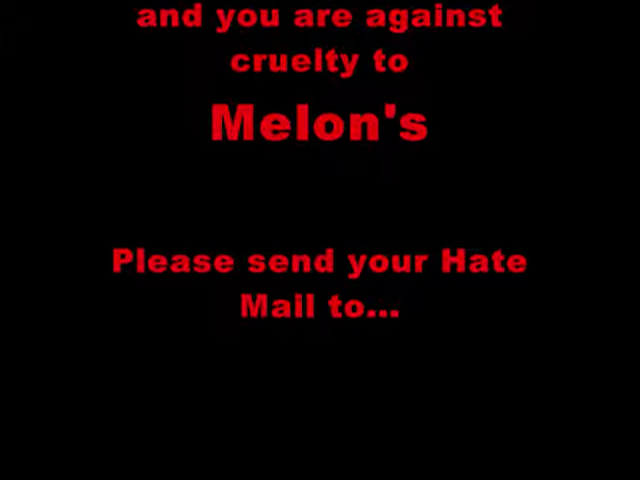 and you are against
cruelty to
Melon's
Please send your Hate
Mail to...